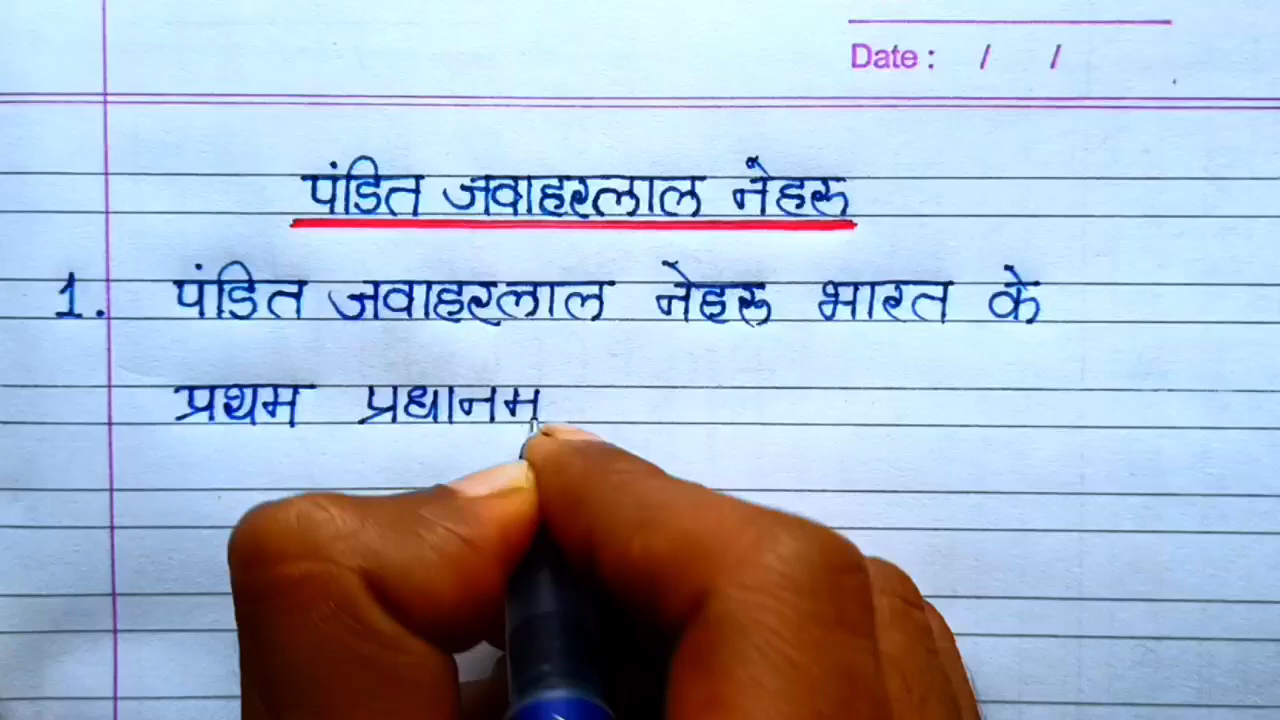 Date : / /
पंडित जवाहरलाल नेहरू
1. पंडित जवाहरलाल नेहरू भारत के
प्रथम प्रधानम